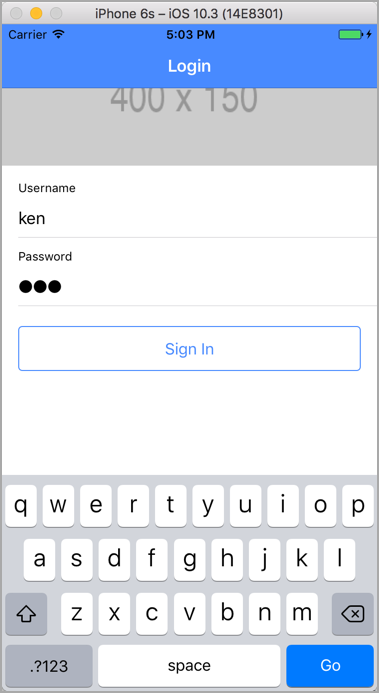 iPhone 6s – iOS 10.3 (14E8301)
Carrier 5:03 PM
Login
400 x 150
Username
ken
Password
●●●
Sign In
q w e r t y u i o p
a s d f g h j k l
z x c v b n m
.?123 space Go